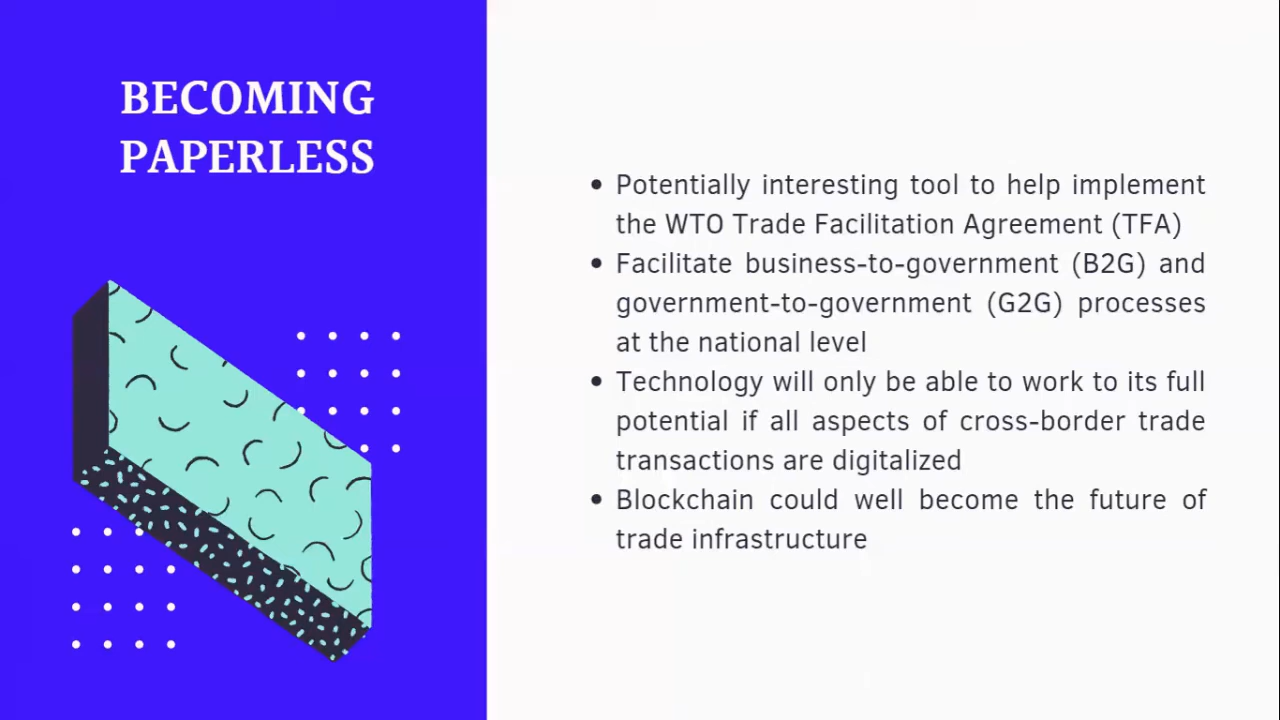 BECOMING
PAPERLESS
• Potentially interesting tool to help implement
the WTO Trade Facilitation Agreement (TFA)
• Facilitate business-to-government (B2G) and
government-to-government (G2G) processes
at the national level
• Technology will only be able to work to its full
potential if all aspects of cross-border trade
transactions are digitalized
• Blockchain could well become the future of
trade infrastructure